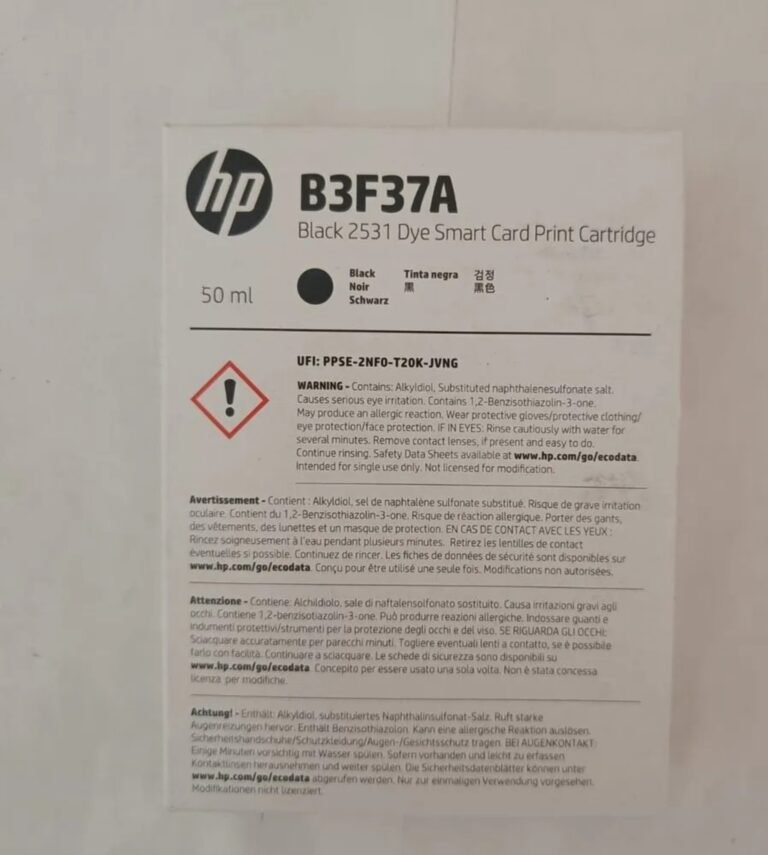 hp
B3F37A
Black 2531 Dye Smart Card Print Cartridge
50 ml
Black Tinta negra 검정
Noir 黒 黑色
Schwarz
UFI: PPSE-2NF0-T20K-JVNG
WARNING - Contains: Alkyldiol, Substituted naphthalenesulfonate salt.
Causes serious eye irritation. Contains 1,2-Benzisothiazolin-3-one.
May produce an allergic reaction. Wear protective gloves/protective clothing/
eye protection/face protection. IF IN EYES: Rinse cautiously with water for
several minutes. Remove contact lenses, if present and easy to do.
Continue rinsing. Safety Data Sheets available at www.hp.com/go/ecodata.
Intended for single use only. Not licensed for modification.
Avertissement - Contient : Alkyldiol, sel de naphtalène sulfonate substitué. Risque de grave irritation
oculaire. Contient du 1,2-Benzisothiazolin-3-one. Risque de réaction allergique. Porter des gants,
des vêtements, des lunettes et un masque de protection. EN CAS DE CONTACT AVEC LES YEUX :
Rincez soigneusement à l'eau pendant plusieurs minutes. Retirez les lentilles de contact
éventuelles si possible. Continuez de rincer. Les fiches de données de sécurité sont disponibles sur
www.hp.com/go/ecodata. Conçu pour être utilisé une seule fois. Modifications non autorisées.
Attenzione - Contiene: Alchildiolo, sale di naftalensolfonato sostituito. Causa irritazioni gravi agli
occhi. Contiene 1,2-benzisotiazolin-3-one. Può produrre reazioni allergiche. Indossare guanti e
indumenti protettivi/strumenti per la protezione degli occhi e del viso. SE RIGUARDA GLI OCCHI:
Sciacquare accuratamente per parecchi minuti. Togliere eventuali lenti a contatto, se è possibile
farlo con facilità. Continuare a sciacquare. Le schede di sicurezza sono disponibili su
www.hp.com/go/ecodata. Concepito per essere usato una sola volta. Non è stata concessa
licenza per modifiche.
Achtung! - Enthält: Alkyldiol, substituiertes Naphthalinsulfonat-Salz. Ruft starke
Augenreizungen hervor. Enthält Benzisothiazolon. Kann eine allergische Reaktion auslösen.
Sicherheitshandschuhe/Schutzkleidung/Augen-/Gesichtsschutz tragen. BEI AUGENKONTAKT:
Einige Minuten vorsichtig mit Wasser spülen. Sofern vorhanden und leicht zu erfassen
Kontaktlinsen herausnehmen und weiter spülen. Die Sicherheitsdatenblätter können unter
www.hp.com/go/ecodata abgerufen werden. Nur zur einmaligen Verwendung vorgesehen.
Modifikationen nicht lizenziert.